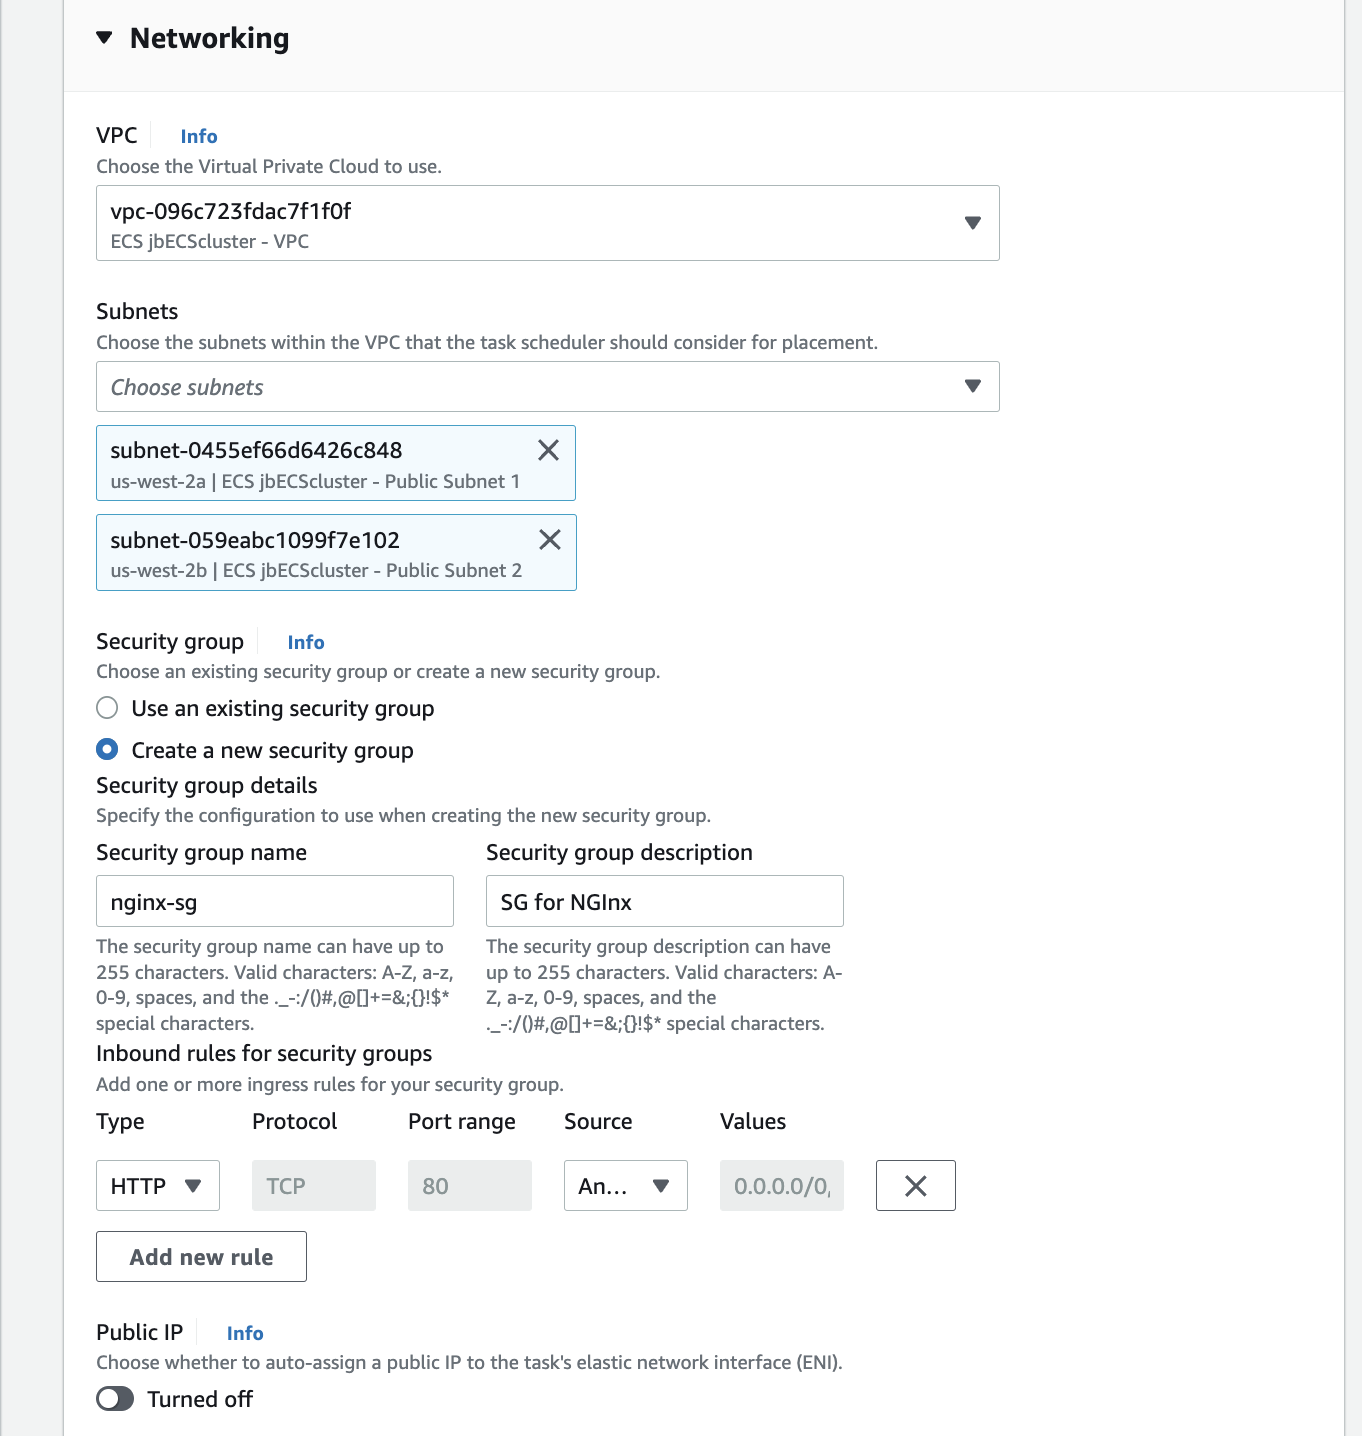 Networking
VPC Info
Choose the Virtual Private Cloud to use.
vpc-096c723fdac7f1f0f
ECS jbECScluster - VPC
Subnets
Choose the subnets within the VPC that the task scheduler should consider for placement.
Choose subnets
subnet-0455ef66d6426c848
us-west-2a | ECS jbECScluster - Public Subnet 1
subnet-059eabc1099f7e102
us-west-2b | ECS jbECScluster - Public Subnet 2
Security group Info
Choose an existing security group or create a new security group.
Use an existing security group
Create a new security group
Security group details
Specify the configuration to use when creating the new security group.
Security group name
nginx-sg
The security group name can have up to
255 characters. Valid characters: A-Z, a-z,
0-9, spaces, and the ._-:/()#,@[]+=&;{}!$*
special characters.
Security group description
SG for NGInx
The security group description can have
up to 255 characters. Valid characters: A-
Z, a-z, 0-9, spaces, and the
._-:/()#,@[]+=&;{}!$* special characters.
Inbound rules for security groups
Add one or more ingress rules for your security group.
Type Protocol Port range Source Values
HTTP TCP 80 An... 0.0.0.0/0,
Add new rule
Public IP Info
Choose whether to auto-assign a public IP to the task's elastic network interface (ENI).
Turned off